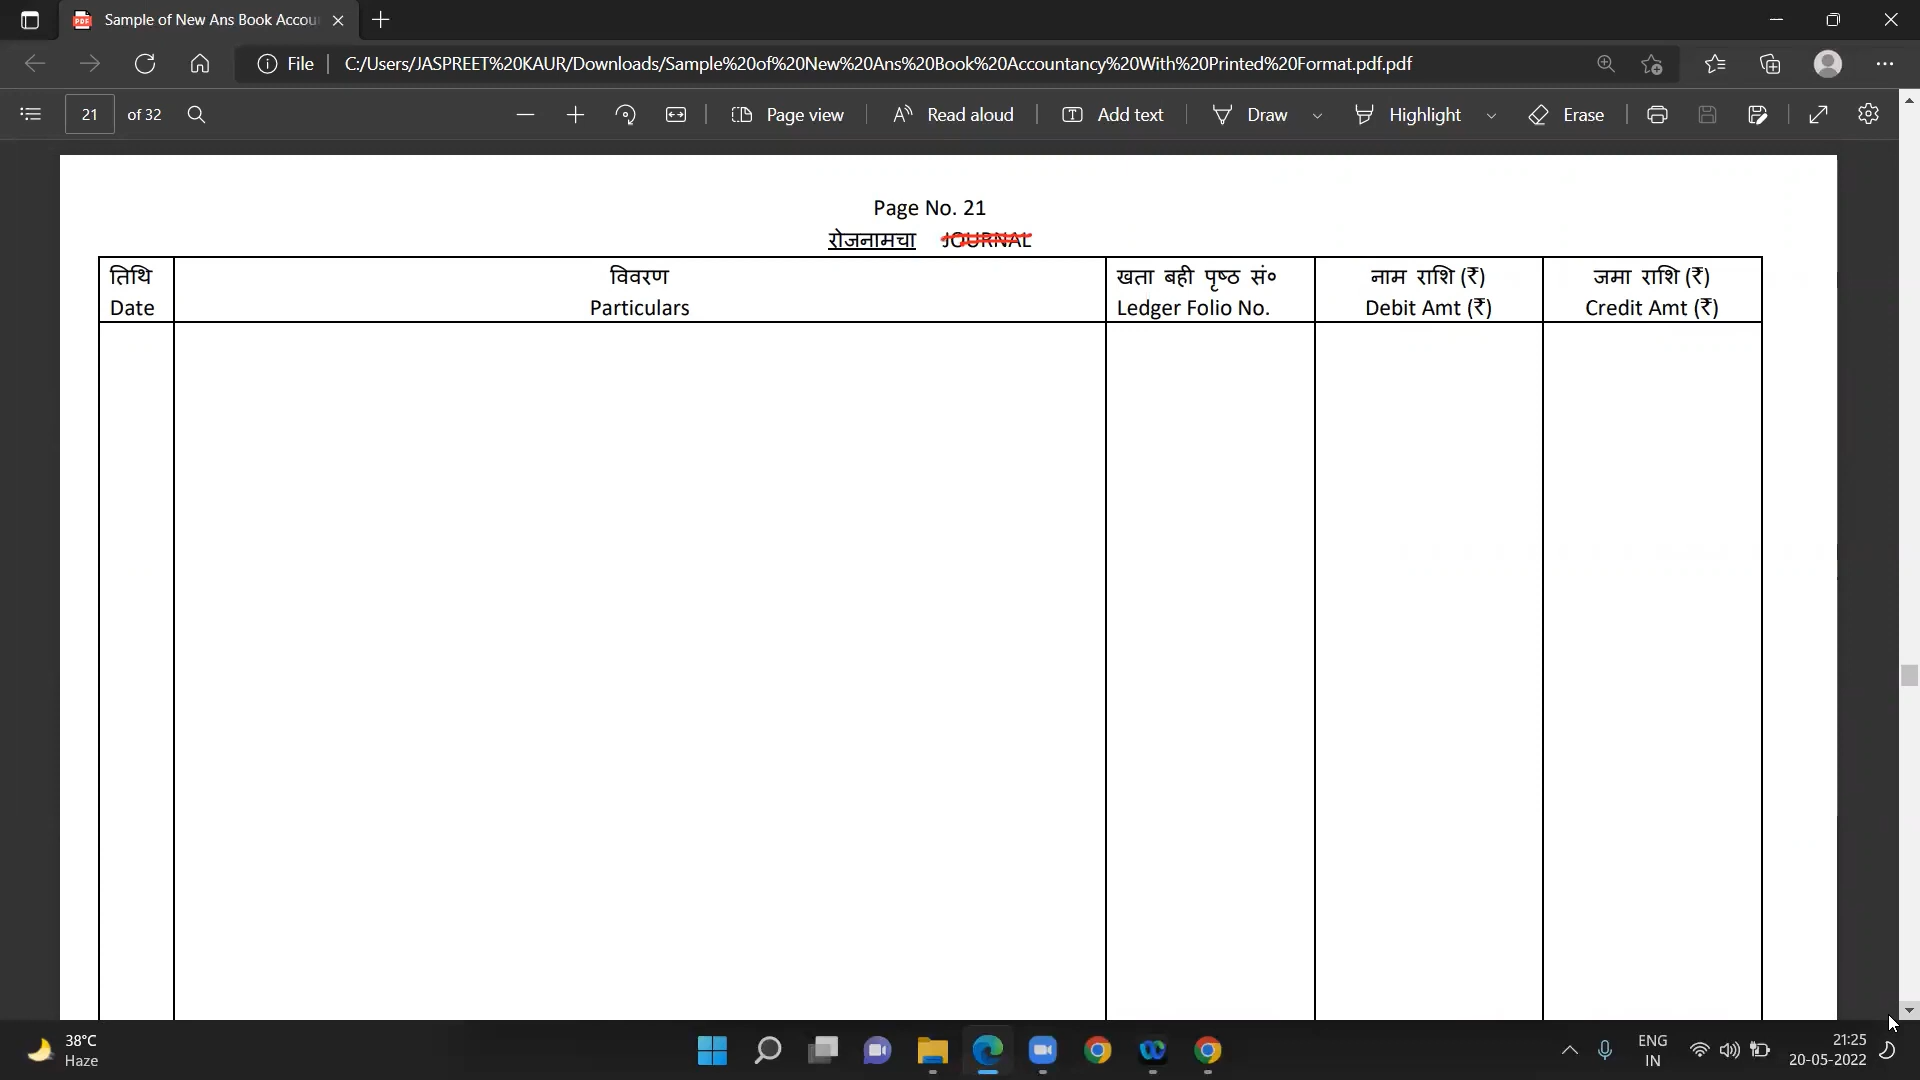 Sample of New Ans Book Accou
File
C:/Users/JASPREET%20KAUR/Downloads/Sample%20of%20New%20Ans%20Book%20Accountancy%20With%20Printed%20Format.pdf.pdf
21 of 32
Page view
Read aloud
Add text
Draw
Highlight
Erase
Page No. 21
रोजनामचा JOURNAL
तिथि विवरण खता बही पृष्ठ सं० नाम राशि (₹) जमा राशि (₹)
Date Particulars Ledger Folio No. Debit Amt (₹) Credit Amt (₹)
38°C
Haze
ENG
IN
21:25
20-05-2022